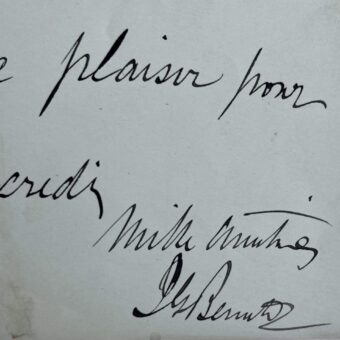 e plaisir pour
credi
Mille Amitiés